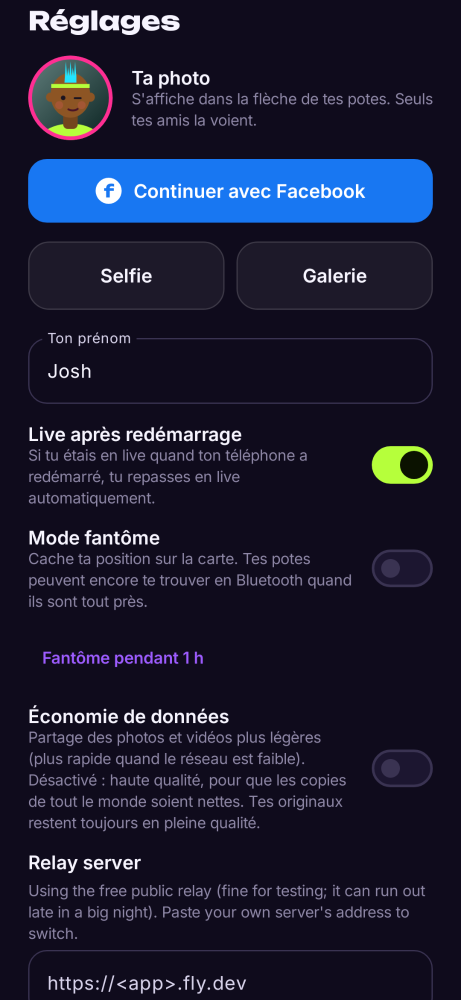 Réglages
Ta photo
S'affiche dans la flèche de tes potes. Seuls
tes amis la voient.
Continuer avec Facebook
Selfie
Galerie
Ton prénom
Josh
Live après redémarrage
Si tu étais en live quand ton téléphone a
redémarré, tu repasses en live
automatiquement.
Mode fantôme
Cache ta position sur la carte. Tes potes
peuvent encore te trouver en Bluetooth quand
ils sont tout près.
Fantôme pendant 1 h
Économie de données
Partage des photos et vidéos plus légères
(plus rapide quand le réseau est faible).
Désactivé : haute qualité, pour que les copies
de tout le monde soient nettes. Tes originaux
restent toujours en pleine qualité.
Relay server
Using the free public relay (fine for testing; it can run out
late in a big night). Paste your own server's address to
switch.
https://<app>.fly.dev